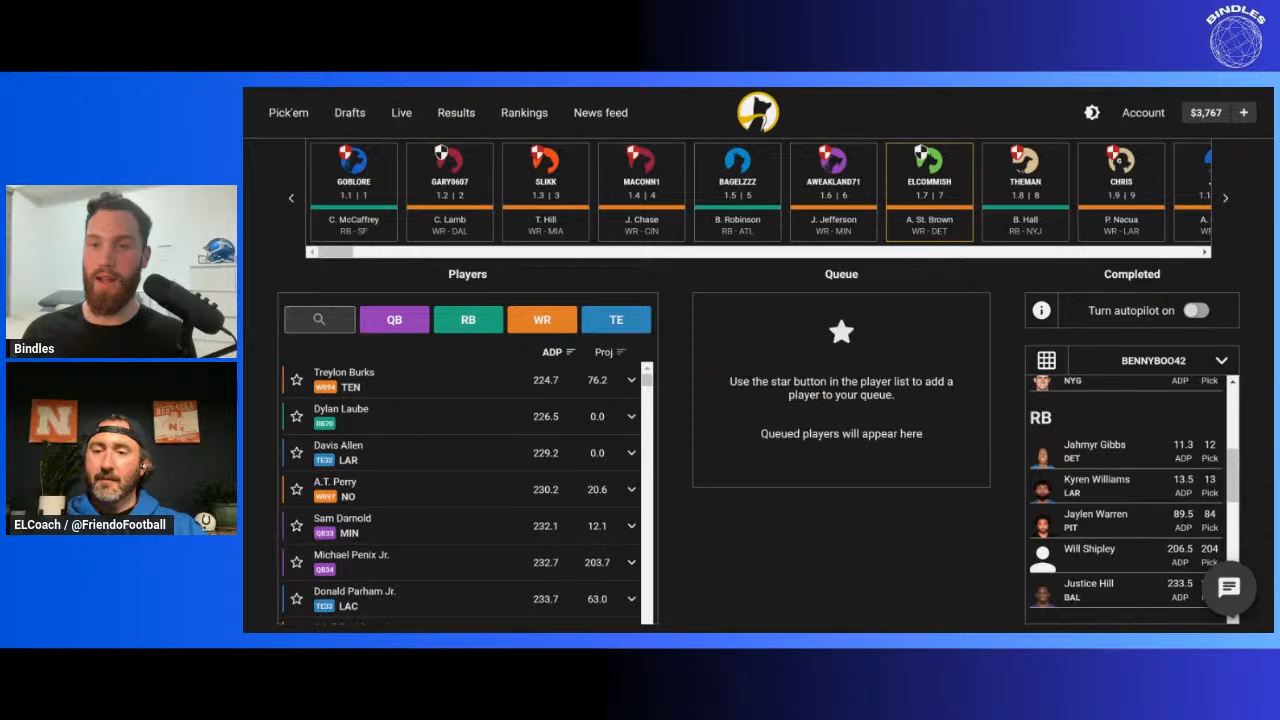 BINDLES
Pick'em Drafts Live Results Rankings News feed Account $3,767 +
GOBLORE
1.1 | 1
C. McCaffrey
RB - SF
GARY0607
1.2 | 2
C. Lamb
WR - DAL
SLIKK
1.3 | 3
T. Hill
WR - MIA
MACONN1
1.4 | 4
J. Chase
WR - CIN
BAGELZZZ
1.5 | 5
B. Robinson
RB - ATL
AWEAKLAND71
1.6 | 6
J. Jefferson
WR - MIN
ELCOMMISH
1.7 | 7
A. St. Brown
WR - DET
THEMAN
1.8 | 8
B. Hall
RB - NYJ
CHRIS
1.9 | 9
P. Nacua
WR - LAR
Players
QB RB WR TE
ADP Proj
Treylon Burks
WR94 TEN 224.7 76.2
Dylan Laube
RB70 226.5 0.0
Davis Allen
TE32 LAR 229.2 0.0
A.T. Perry
WR97 NO 230.2 20.6
Sam Darnold
QB33 MIN 232.1 12.1
Michael Penix Jr.
QB34 232.7 203.7
Donald Parham Jr.
TE33 LAC 233.7 63.0
Queue
Use the star button in the player list to add a
player to your queue.
Queued players will appear here
Completed
Turn autopilot on
BENNYBOO42
NYG ADP Pick
RB
Jahmyr Gibbs 11.3 12
DET ADP Pick
Kyren Williams 13.5 13
LAR ADP Pick
Jaylen Warren 89.5 84
PIT ADP Pick
Will Shipley 206.5 204
ADP Pick
Justice Hill 233.5
BAL ADP
Bindles
N
N
ELCoach / @FriendoFootball